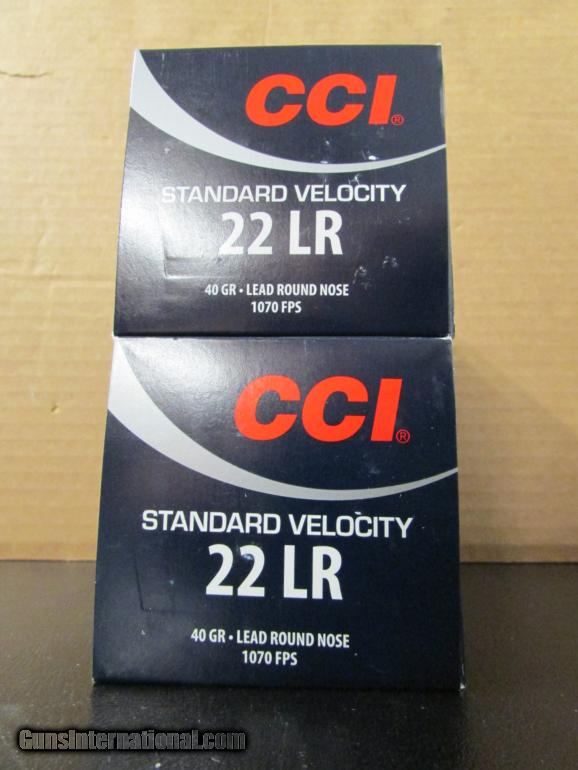 CCI®
STANDARD VELOCITY
22 LR
40 GR • LEAD ROUND NOSE
1070 FPS
CCI®
STANDARD VELOCITY
22 LR
40 GR • LEAD ROUND NOSE
1070 FPS
GunsInternational.com